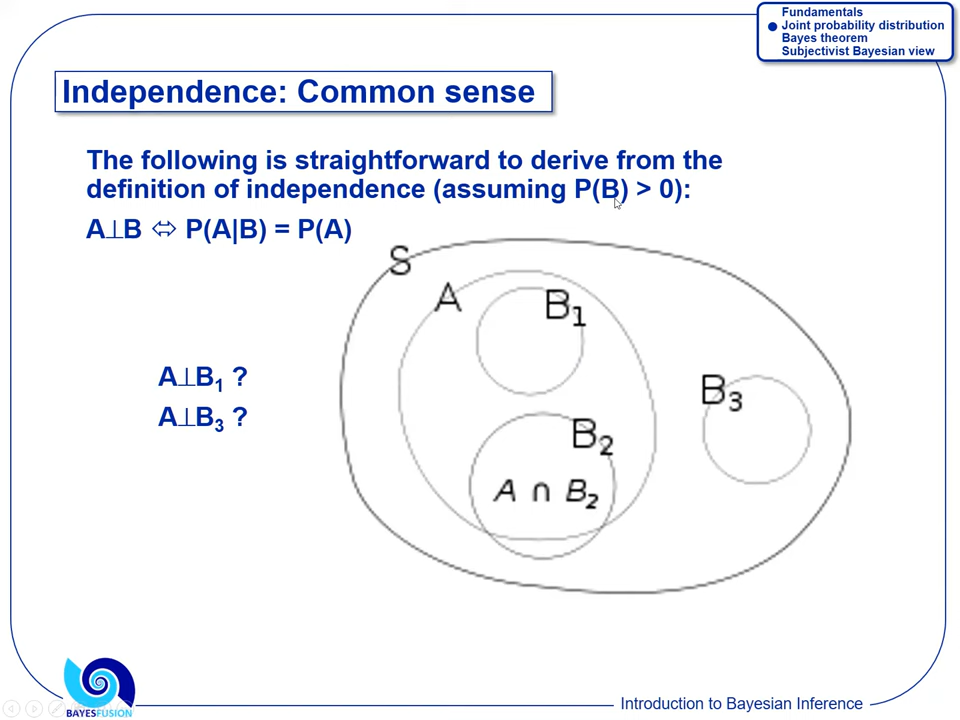 Fundamentals
Joint probability distribution
Bayes theorem
Subjectivist Bayesian view
Independence: Common sense
The following is straightforward to derive from the
definition of independence (assuming P(B) > 0):
A⊥B ⇔ P(A|B) = P(A)
S
A
B₁
A⊥B₁ ?
B₃
A⊥B₃ ?
B₂
A ∩ B₂
BAYESFUSION
Introduction to Bayesian Inference